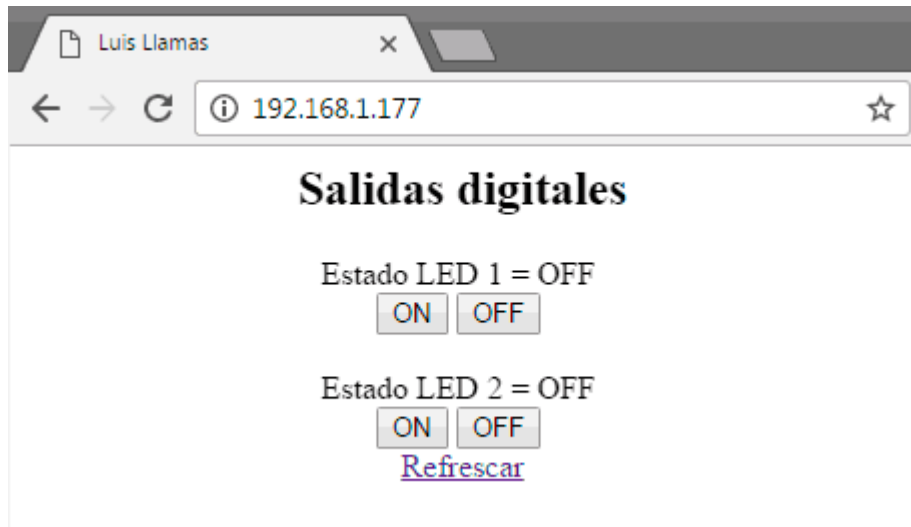 Luis Llamas
192.168.1.177
Salidas digitales
Estado LED 1 = OFF
ON OFF
Estado LED 2 = OFF
ON OFF
Refrescar